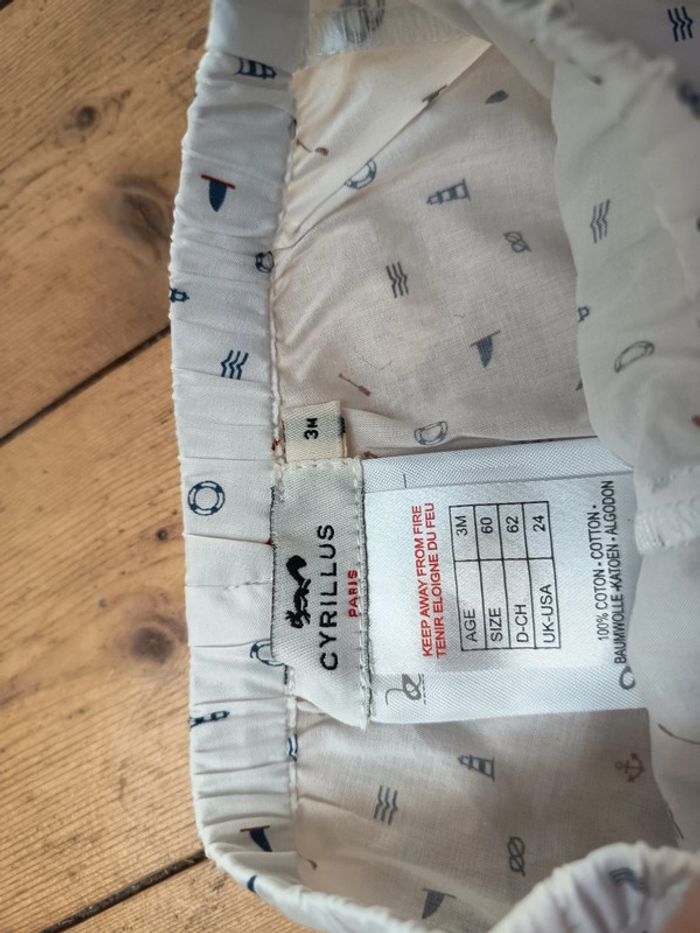 3M
CYRILLUS
PARIS
KEEP AWAY FROM FIRE
TENIR ELOIGNE DU FEU
AGE 3M
SIZE 60
D-CH 62
UK-USA 24
100% COTON - COTTON -
BAUMWOLLE -KATOEN - ALGODON